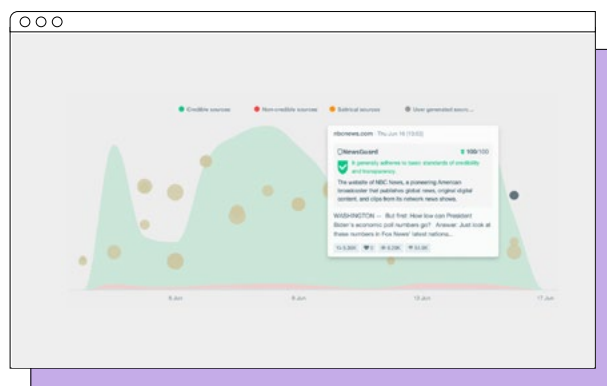 Credible sources Non-credible sources Satirical sources User generated sourc...
nbcnews.com Thu Jun 16 [13:02]
NewsGuard 100/100
It generally adheres to basic standards of credibility
and transparency.
The website of NBC News, a pioneering American
broadcaster that publishes global news, original digital
content, and clips from its network news shows.
WASHINGTON — But first: How low can President
Biden's economic poll numbers go? Answer: Just look at
these numbers in Fox News' latest nationa...
5 Jun 9 Jun 13 Jun 17 Jun